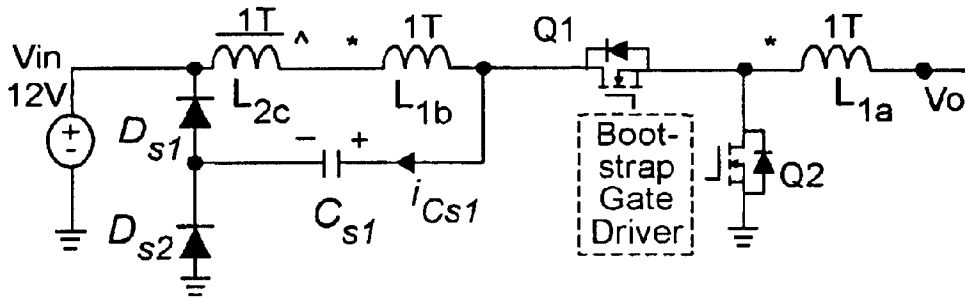 1T ^ * 1T Q1 * 1T
Vin
12V
L2c L1b L1a Vo
+
-
Ds1
- +
iCs1
Cs1
Ds2
Boot-
strap
Gate
Driver
Q2